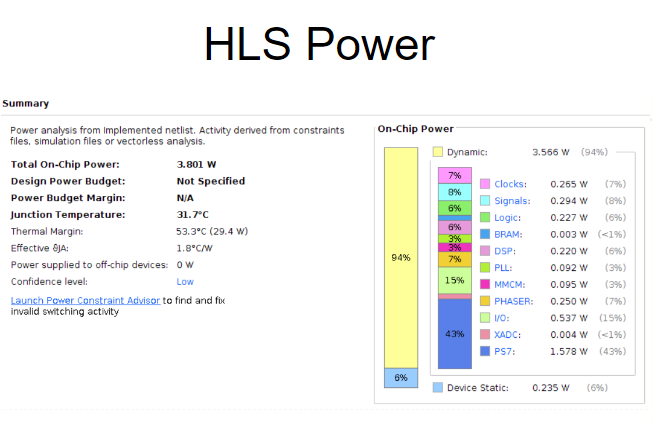 HLS Power
Summary
Power analysis from Implemented netlist. Activity derived from constraints
files, simulation files or vectorless analysis.
Total On-Chip Power: 3.801 W
Design Power Budget: Not Specified
Power Budget Margin: N/A
Junction Temperature: 31.7°C
Thermal Margin: 53.3°C (29.4 W)
Effective ϑJA: 1.8°C/W
Power supplied to off-chip devices: 0 W
Confidence level: Low
Launch Power Constraint Advisor to find and fix
invalid switching activity
On-Chip Power
94%
6%
Dynamic: 3.566 W (94%)
7%
8%
6%
6%
3%
3%
7%
15%
43%
Clocks: 0.265 W (7%)
Signals: 0.294 W (8%)
Logic: 0.227 W (6%)
BRAM: 0.003 W (<1%)
DSP: 0.220 W (6%)
PLL: 0.092 W (3%)
MMCM: 0.095 W (3%)
PHASER: 0.250 W (7%)
I/O: 0.537 W (15%)
XADC: 0.004 W (<1%)
PS7: 1.578 W (43%)
Device Static: 0.235 W (6%)